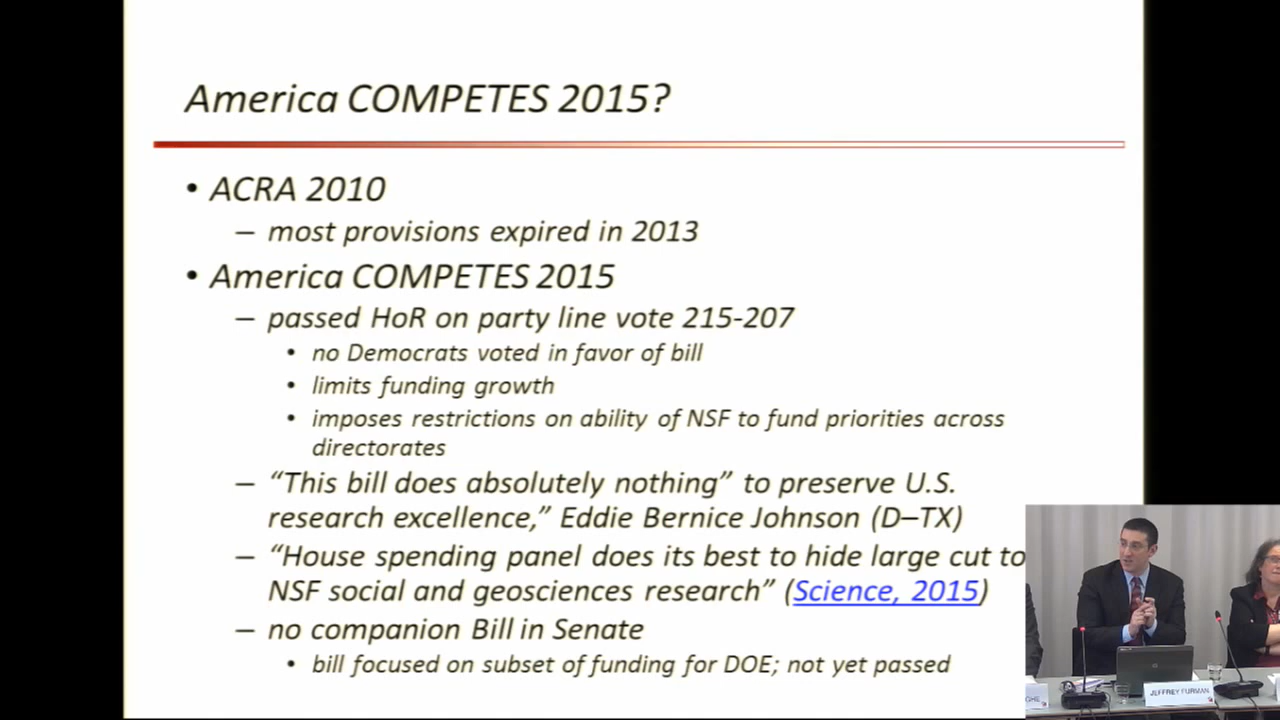 America COMPETES 2015?
• ACRA 2010
– most provisions expired in 2013
• America COMPETES 2015
– passed HoR on party line vote 215-207
• no Democrats voted in favor of bill
• limits funding growth
• imposes restrictions on ability of NSF to fund priorities across
directorates
– “This bill does absolutely nothing” to preserve U.S.
research excellence,” Eddie Bernice Johnson (D–TX)
– “House spending panel does its best to hide large cut to
NSF social and geosciences research” (Science, 2015)
– no companion Bill in Senate
• bill focused on subset of funding for DOE; not yet passed
JEFFREY FURMAN